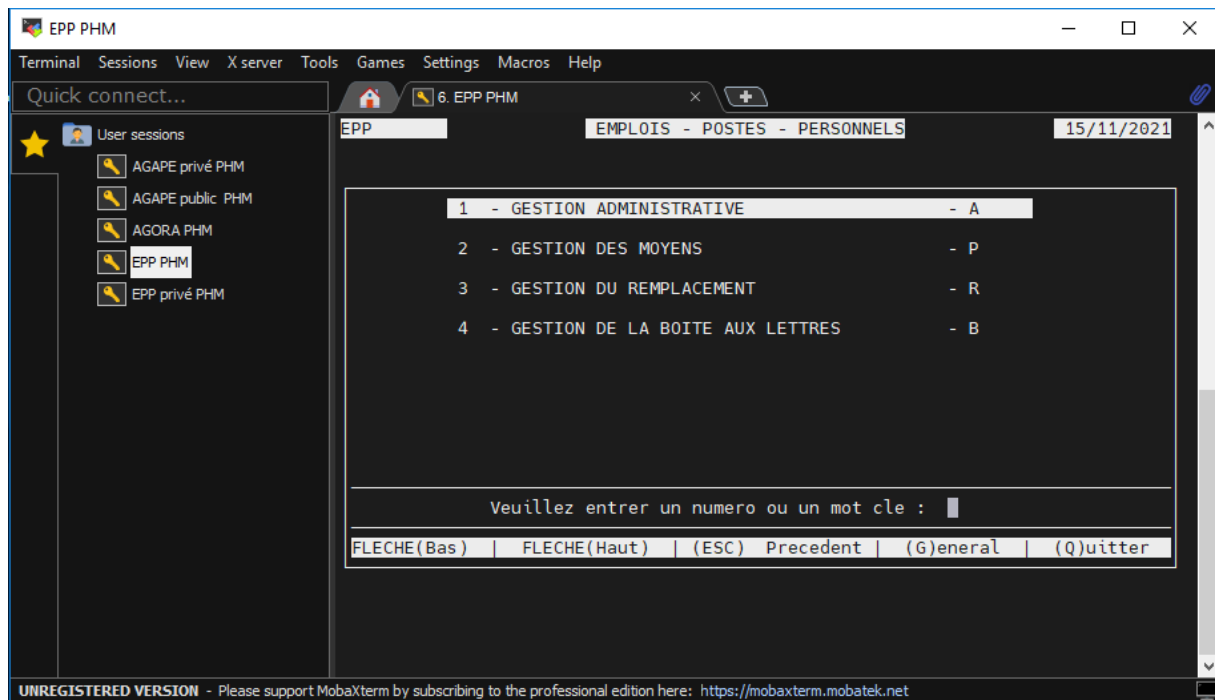 EPP PHM
Terminal Sessions View X server Tools Games Settings Macros Help
Quick connect...
6. EPP PHM
User sessions
AGAPE privé PHM
AGAPE public PHM
AGORA PHM
EPP PHM
EPP privé PHM
EPP EMPLOIS - POSTES - PERSONNELS 15/11/2021
1 - GESTION ADMINISTRATIVE - A
2 - GESTION DES MOYENS - P
3 - GESTION DU REMPLACEMENT - R
4 - GESTION DE LA BOITE AUX LETTRES - B
Veuillez entrer un numero ou un mot cle :
FLECHE(Bas) | FLECHE(Haut) | (ESC) Precedent | (G)eneral | (Q)uitter
UNREGISTERED VERSION - Please support MobaXterm by subscribing to the professional edition here: https://mobaxterm.mobatek.net